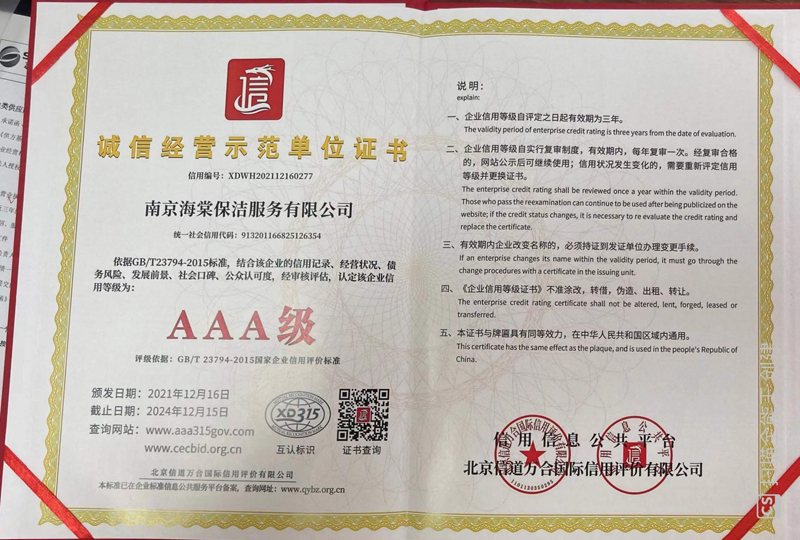 信
诚信经营示范单位证书
信用编号：XDWH202112160277
南京海棠保洁服务有限公司
统一社会信用代码：913201166825126354
依据GB/T23794-2015标准，结合该企业的信用记录、经营状况、债
务风险、发展前景、社会口碑、公众认可度，经审核评估，认定该企业信
用等级为：
AAA级
评级依据：GB/T 23794-2015国家企业信用评价标准
颁发日期：2021年12月16日
截止日期：2024年12月15日
查询网站：www.aaa315gov.com
www.cecbid.org.cn
XD315
互认标识
证书查询
北京信道万合国际信用评价有限公司
本标准已在企业标准信息公共服务平台备案，查询网址：www.qybz.org.cn
说明：
explain:
一、企业信用等级自评定之日起有效期为三年。
The validity period of enterprise credit rating is three years from the date of evaluation.
二、企业信用等级自实行复审制度，有效期内，每年复审一次。经复审合格
的，网站公示后可继续使用；信用状况发生变化的，需要重新评定信用
等级并更换证书。
The enterprise credit rating shall be reviewed once a year within the validity period.
Those who pass the reexamination can continue to be used after being publicized on the
website; if the credit status changes, it is necessary to re evaluate the credit rating and
replace the certificate.
三、有效期内企业改变名称的，必须持证到发证单位办理变更手续。
If an enterprise changes its name within the validity period, it must go through the
change procedures with a certificate in the issuing unit.
四、《企业信用等级证书》不准涂改，转借，伪造、出租、转让。
The enterprise credit rating certificate shall not be altered, lent, forged, leased or
transferred.
五、本证书与牌匾具有同等效力，在中华人民共和国区域内通用。
This certificate has the same effect as the plaque, and is used in the people's Republic of
China.
信用信息公共平台
北京信道万合国际信用评价有限公司
CS 扫描全能王 创建